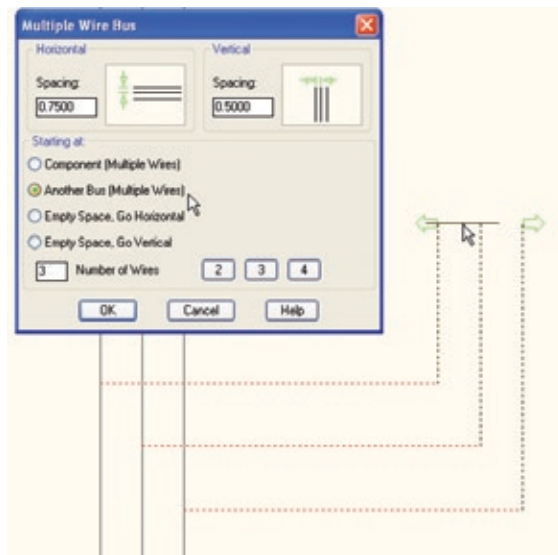 Multiple Wire Bus
Horizontal
Vertical
Spacing:
Spacing:
0.7500
0.5000
Starting at:
Component (Multiple Wires)
Another Bus (Multiple Wires)
Empty Space, Go Horizontal
Empty Space, Go Vertical
3 Number of Wires 2 3 4
OK Cancel Help